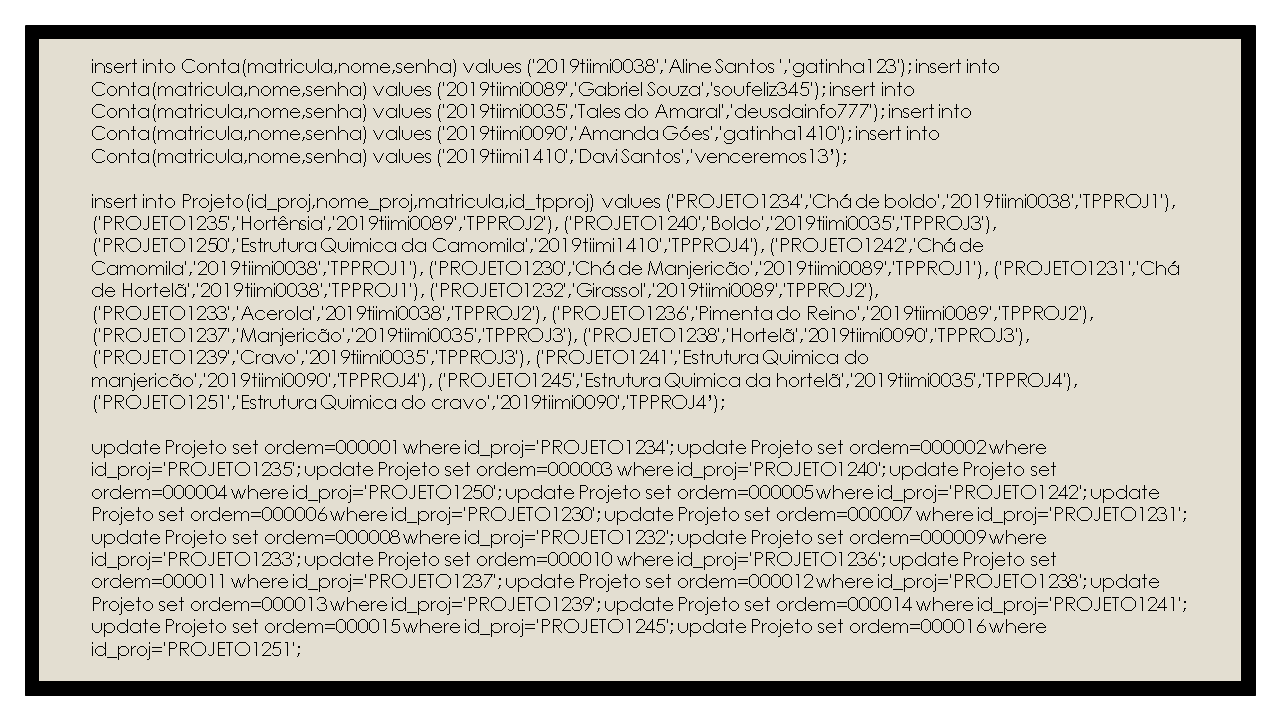 insert into Conta(matricula,nome,senha) values ('2019tiimi0038','Aline Santos ','gatinha123'); insert into
Conta(matricula,nome,senha) values ('2019tiimi0089','Gabriel Souza','soufeliz345'); insert into
Conta(matricula,nome,senha) values ('2019tiimi0035','Tales do Amaral','deusdainfo777'); insert into
Conta(matricula,nome,senha) values ('2019tiimi0090','Amanda Góes','gatinha1410'); insert into
Conta(matricula,nome,senha) values ('2019tiimi1410','Davi Santos','venceremos13’);
insert into Projeto(id_proj,nome_proj,matricula,id_tpproj) values ('PROJETO1234','Chá de boldo','2019tiimi0038','TPPROJ1'),
('PROJETO1235','Hortênsia','2019tiimi0089','TPPROJ2'), ('PROJETO1240','Boldo','2019tiimi0035','TPPROJ3'),
('PROJETO1250','Estrutura Quimica da Camomila','2019tiimi1410','TPPROJ4'), ('PROJETO1242','Chá de
Camomila','2019tiimi0038','TPPROJ1'), ('PROJETO1230','Chá de Manjericão','2019tiimi0089','TPPROJ1'), ('PROJETO1231','Chá
de Hortelã','2019tiimi0038','TPPROJ1'), ('PROJETO1232','Girassol','2019tiimi0089','TPPROJ2'),
('PROJETO1233','Acerola','2019tiimi0038','TPPROJ2'), ('PROJETO1236','Pimenta do Reino','2019tiimi0089','TPPROJ2'),
('PROJETO1237','Manjericão','2019tiimi0035','TPPROJ3'), ('PROJETO1238','Hortelã','2019tiimi0090','TPPROJ3'),
('PROJETO1239','Cravo','2019tiimi0035','TPPROJ3'), ('PROJETO1241','Estrutura Quimica do
manjericão','2019tiimi0090','TPPROJ4'), ('PROJETO1245','Estrutura Quimica da hortelã','2019tiimi0035','TPPROJ4'),
('PROJETO1251','Estrutura Quimica do cravo','2019tiimi0090','TPPROJ4’);
update Projeto set ordem=000001 where id_proj='PROJETO1234'; update Projeto set ordem=000002 where
id_proj='PROJETO1235'; update Projeto set ordem=000003 where id_proj='PROJETO1240'; update Projeto set
ordem=000004 where id_proj='PROJETO1250'; update Projeto set ordem=000005 where id_proj='PROJETO1242'; update
Projeto set ordem=000006 where id_proj='PROJETO1230'; update Projeto set ordem=000007 where id_proj='PROJETO1231';
update Projeto set ordem=000008 where id_proj='PROJETO1232'; update Projeto set ordem=000009 where
id_proj='PROJETO1233'; update Projeto set ordem=000010 where id_proj='PROJETO1236'; update Projeto set
ordem=000011 where id_proj='PROJETO1237'; update Projeto set ordem=000012 where id_proj='PROJETO1238'; update
Projeto set ordem=000013 where id_proj='PROJETO1239'; update Projeto set ordem=000014 where id_proj='PROJETO1241';
update Projeto set ordem=000015 where id_proj='PROJETO1245'; update Projeto set ordem=000016 where
id_proj='PROJETO1251';